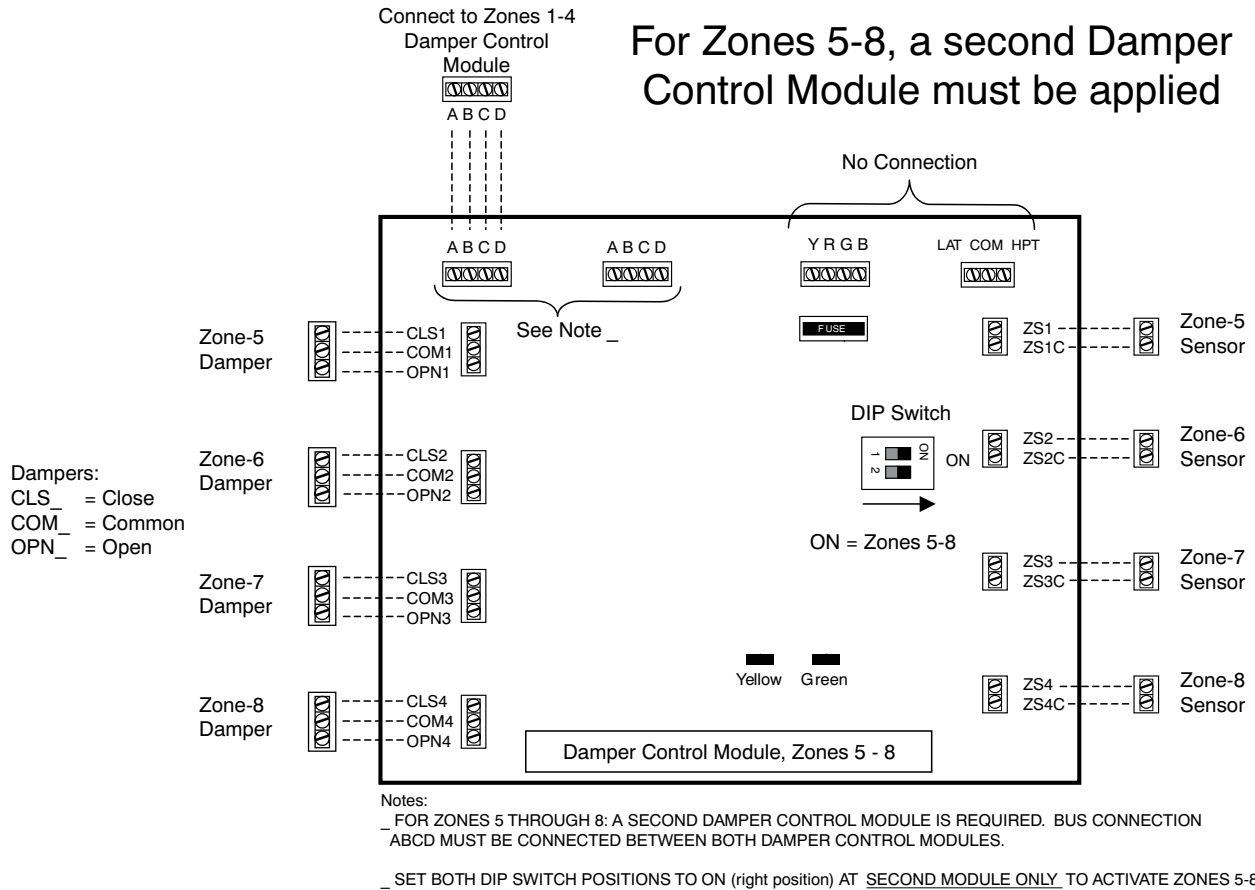 Connect to Zones 1-4
Damper Control
Module
A B C D
For Zones 5-8, a second Damper
Control Module must be applied
No Connection
A B C D
A B C D
Y R G B
LAT COM HPT
See Note _
FUSE
Zone-5
Damper
CLS1
COM1
OPN1
ZS1
ZS1C
Zone-5
Sensor
DIP Switch
1
2
ON
ON
ON = Zones 5-8
Zone-6
Damper
CLS2
COM2
OPN2
ZS2
ZS2C
Zone-6
Sensor
Dampers:
CLS_ = Close
COM_ = Common
OPN_ = Open
Zone-7
Damper
CLS3
COM3
OPN3
ZS3
ZS3C
Zone-7
Sensor
Yellow Green
Zone-8
Damper
CLS4
COM4
OPN4
ZS4
ZS4C
Zone-8
Sensor
Damper Control Module, Zones 5 - 8
Notes:
_ FOR ZONES 5 THROUGH 8: A SECOND DAMPER CONTROL MODULE IS REQUIRED. BUS CONNECTION
ABCD MUST BE CONNECTED BETWEEN BOTH DAMPER CONTROL MODULES.
_ SET BOTH DIP SWITCH POSITIONS TO ON (right position) AT SECOND MODULE ONLY TO ACTIVATE ZONES 5-8